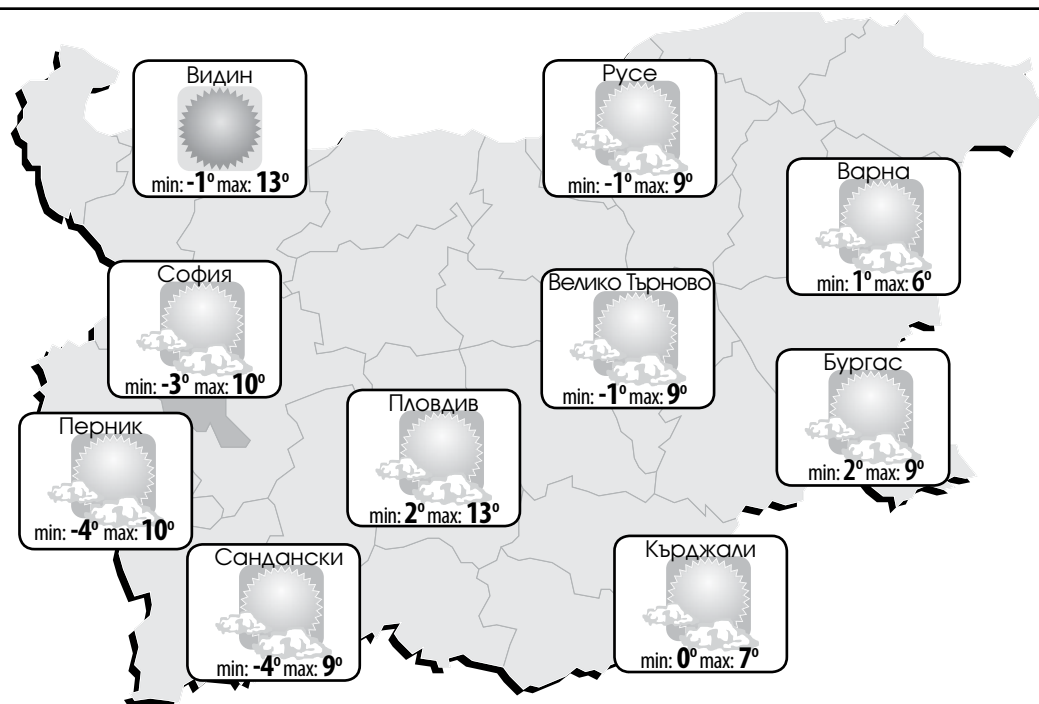 Видин
min: -1° max: 13°
Русе
min: -1° max: 9°
Варна
min: 1° max: 6°
София
min: -3° max: 10°
Велико Търново
min: -1° max: 9°
Бургас
min: 2° max: 9°
Пловдив
min: 2° max: 13°
Перник
min: -4° max: 10°
Сандански
min: -4° max: 9°
Кърджали
min: 0° max: 7°